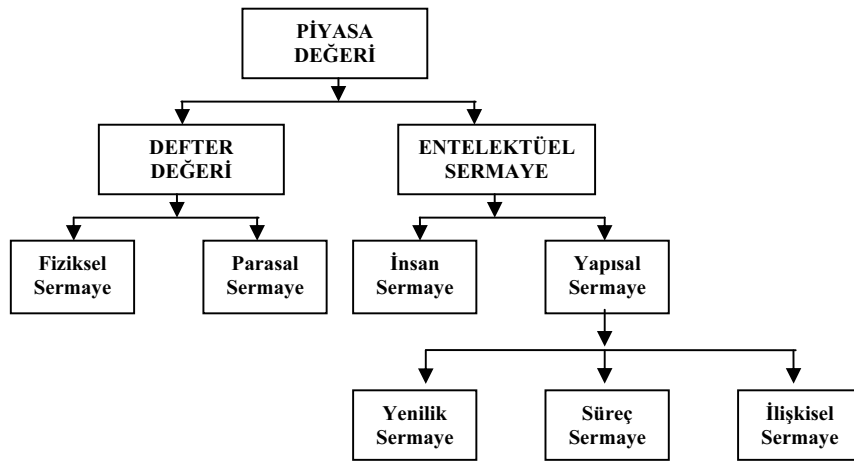 PİYASA
DEĞERİ
DEFTER
DEĞERİ
ENTELEKTÜEL
SERMAYE
Fiziksel
Sermaye
Parasal
Sermaye
İnsan
Sermaye
Yapısal
Sermaye
Yenilik
Sermaye
Süreç
Sermaye
İlişkisel
Sermaye